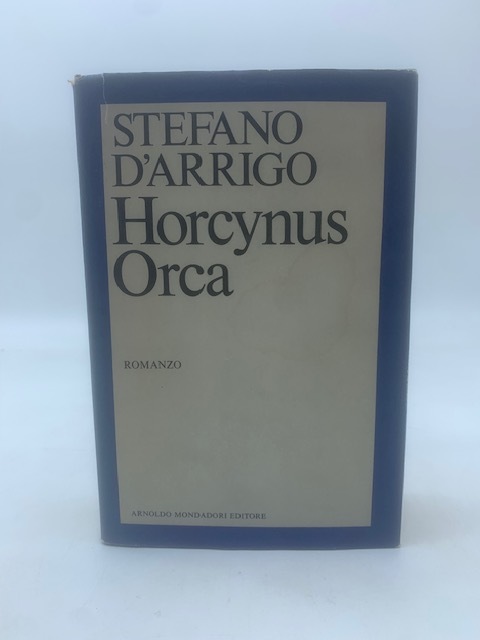 STEFANO
D'ARRIGO
Horcynus
Orca
ROMANZO
ARNOLDO MONDADORI EDITORE